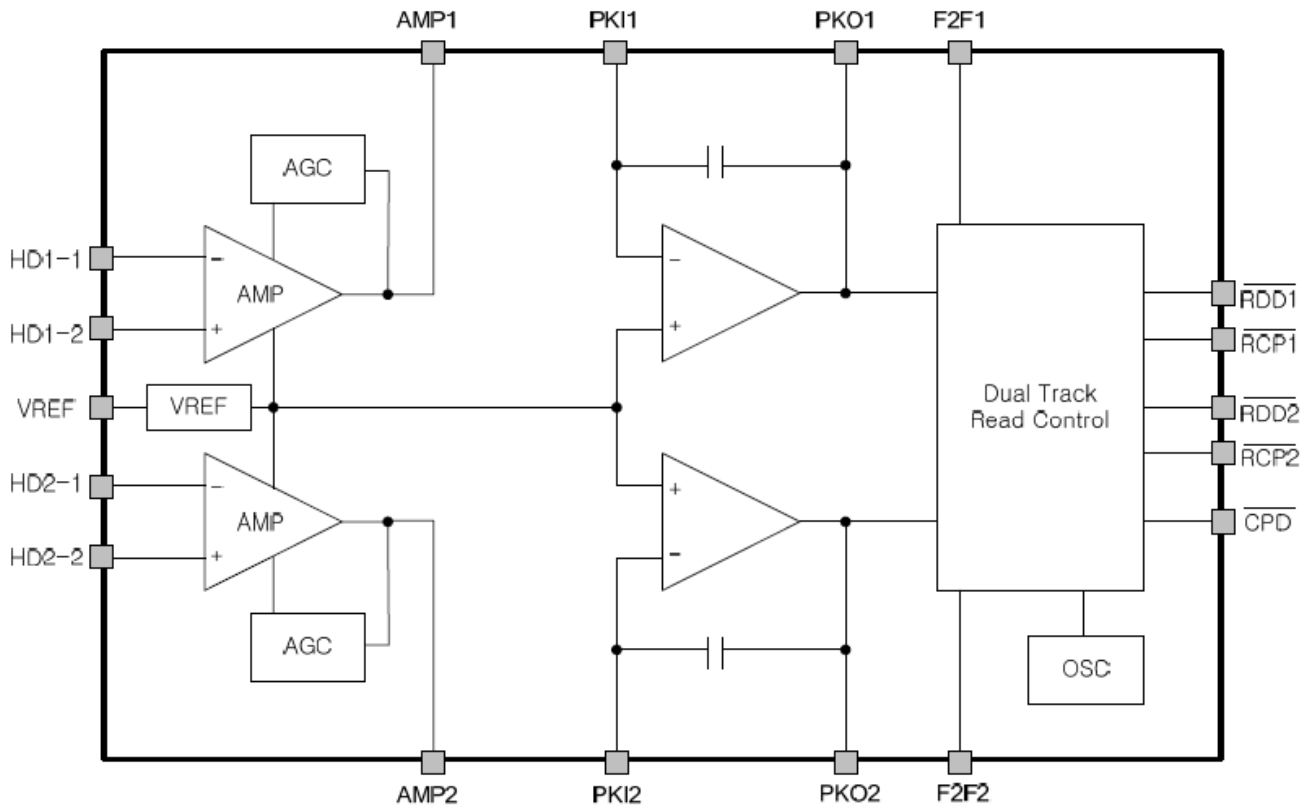 AMP1
PKI1
PKO1
F2F1
AGC
HD1-1
−
AMP
HD1-2
+
−
+
RDD1
RCP1
VREF
VREF
Dual Track
Read Control
RDD2
RCP2
HD2-1
−
AMP
HD2-2
+
+
−
CPD
AGC
OSC
AMP2
PKI2
PKO2
F2F2